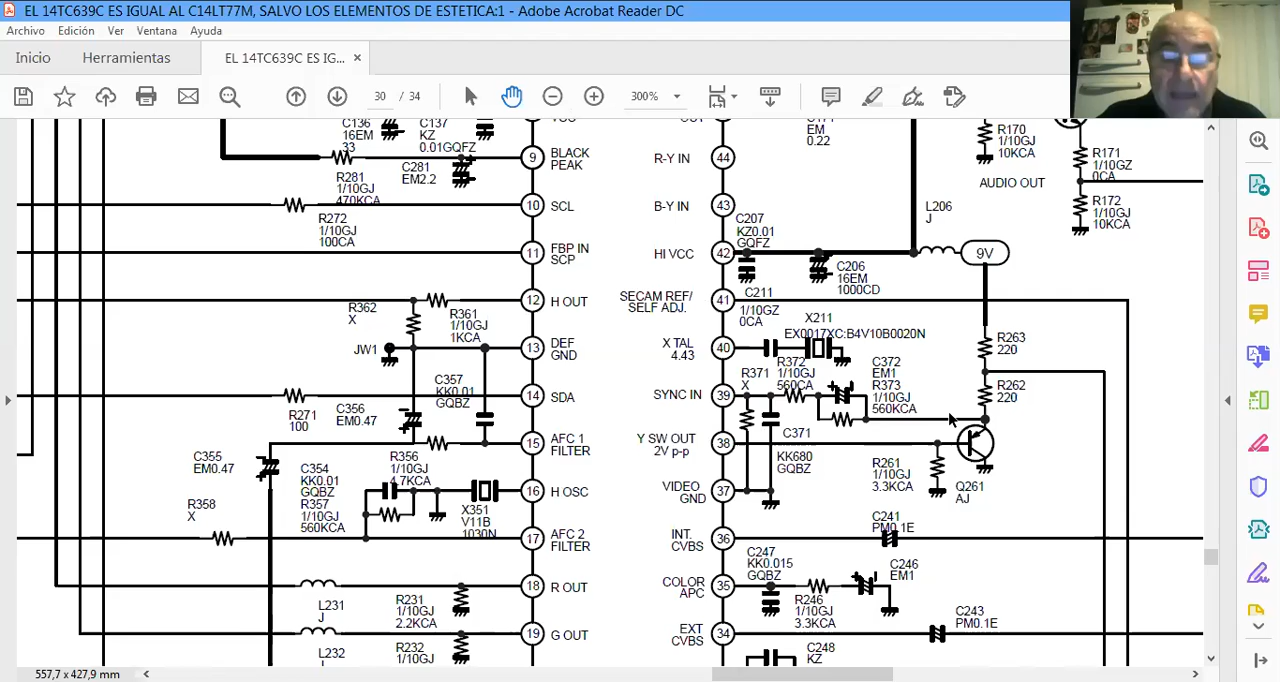 EL 14TC639C ES IGUAL AL C14LT77M, SALVO LOS ELEMENTOS DE ESTETICA:1 - Adobe Acrobat Reader DC
Archivo Edición Ver Ventana Ayuda
Inicio Herramientas EL 14TC639C ES IG... ×
30 / 34 300%
C136
16EM
33
C137
KZ
0.01GQFZ
C281
EM2.2
9 BLACK
PEAK
R281
1/10GJ
470KCA
10 SCL
R272
1/10GJ
100CA
11 FBP IN
SCP
12 H OUT
R362
X
R361
1/10GJ
1KCA
JW1
13 DEF
GND
C357
KK0.01
GQBZ
14 SDA
R271
100
C356
EM0.47
15 AFC 1
FILTER
C355
EM0.47
C354
KK0.01
GQBZ
R357
1/10GJ
560KCA
R356
1/10GJ
4.7KCA
16 H OSC
R358
X
X351
V11B
1030N
17 AFC 2
FILTER
18 R OUT
L231
J
R231
1/10GJ
2.2KCA
19 G OUT
L232
R232
1/10GJ
EM
0.22
R170
1/10GJ
10KCA
R-Y IN 44
AUDIO OUT
R171
1/10GZ
0CA
B-Y IN 43
L206
J
R172
1/10GJ
10KCA
C207
KZ0.01
GQFZ
HI VCC 42
9V
C206
16EM
1000CD
SECAM REF/
SELF ADJ. 41
C211
1/10GZ
0CA
X211
EX0017XC:B4V10B0020N
X TAL
4.43 40
R263
220
R371
X
R372
1/10GJ
560CA
C372
EM1
R373
1/10GJ
560KCA
R262
220
SYNC IN 39
Y SW OUT
2V p-p 38
C371
KK680
GQBZ
R261
1/10GJ
3.3KCA
Q261
AJ
VIDEO
GND 37
C241
PM0.1E
INT.
CVBS 36
C247
KK0.015
GQBZ
C246
EM1
COLOR
APC 35
R246
1/10GJ
3.3KCA
C243
PM0.1E
EXT
CVBS 34
C248
KZ
557,7 x 427,9 mm